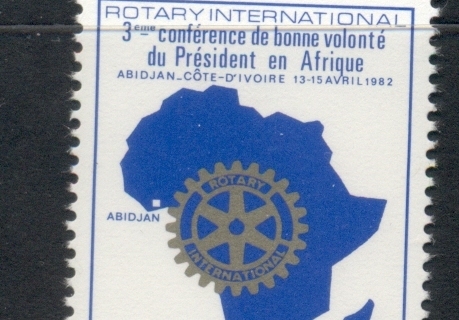 ROTARY INTERNATIONAL
3ème conférence de bonne volonté
du Président en Afrique
ABIDJAN_CÔTE-D'IVOIRE 13-15 AVRIL 1982
ABIDJAN
ROTARY
INTERNATIONAL